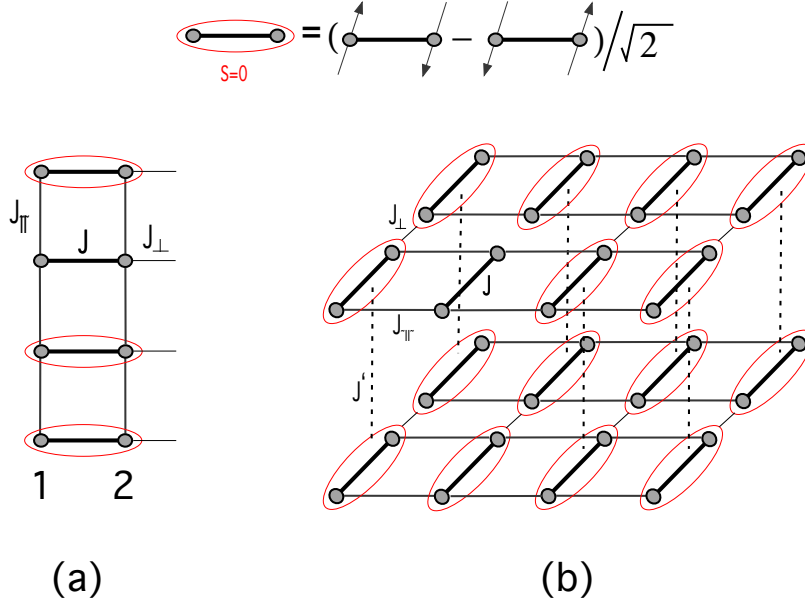 = ( − )/√2
S=0
J∥ J J⊥
J⊥
J
J∥
J‘
1 2
(a) (b)